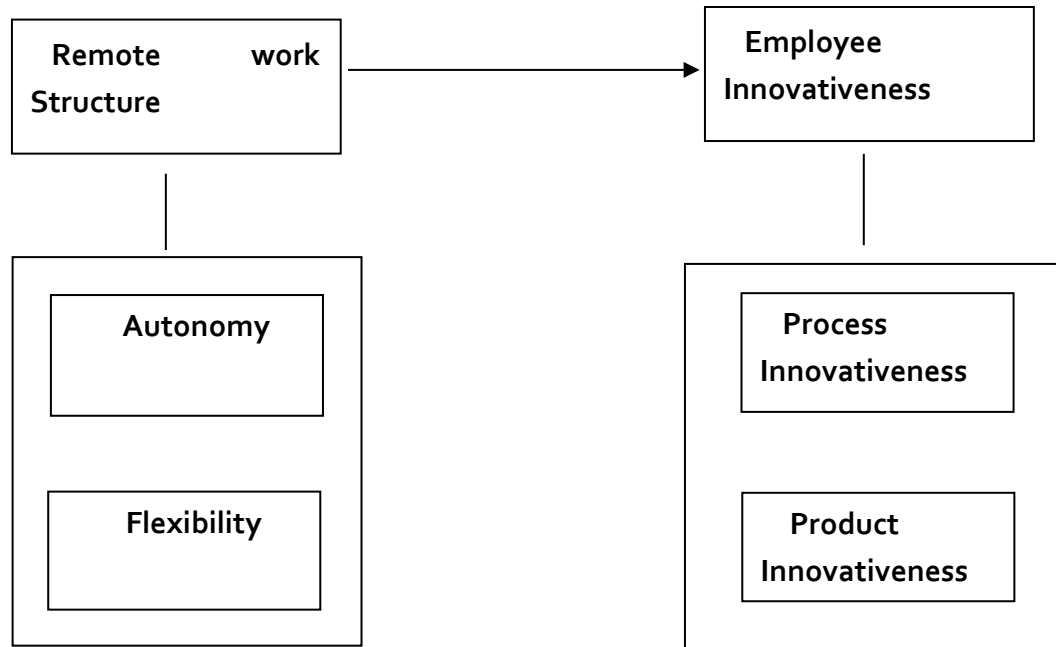 Remote work
Structure
Employee
Innovativeness
Autonomy
Flexibility
Process
Innovativeness
Product
Innovativeness